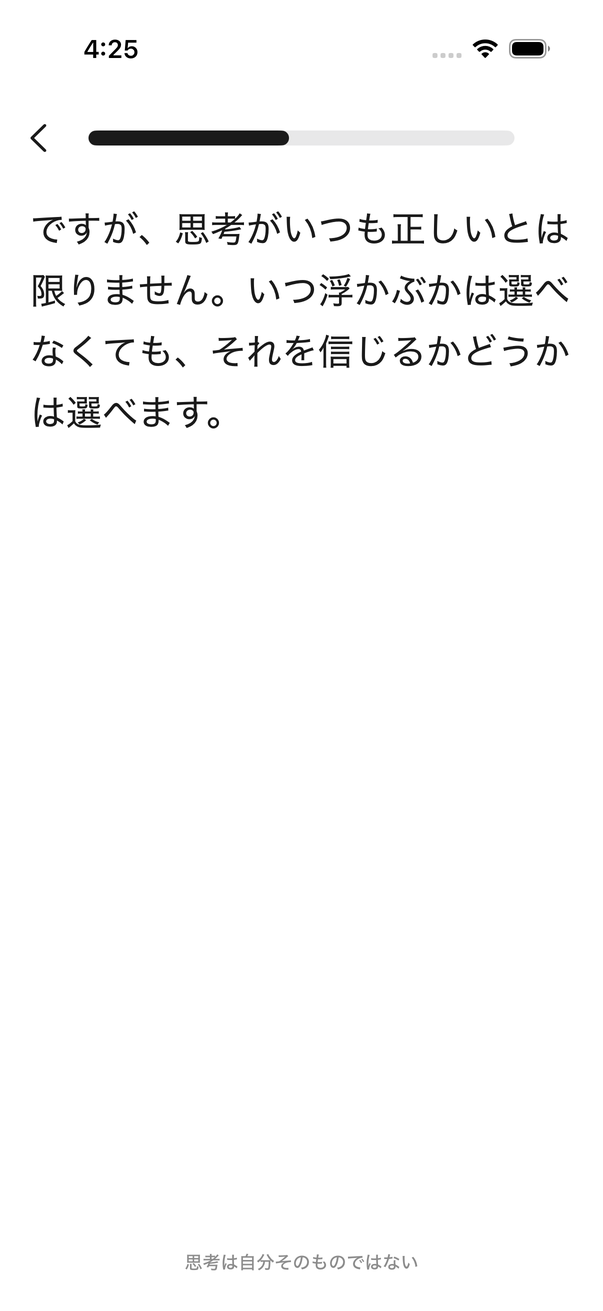 4:25
ですが、思考がいつも正しいとは
限りません。いつ浮かぶかは選べ
なくても、それを信じるかどうか
は選べます。
思考は自分そのものではない